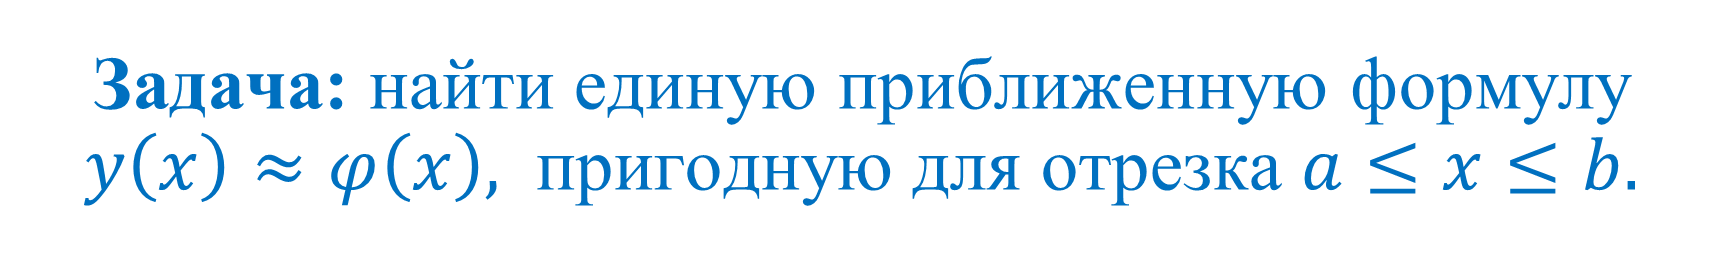 Задача: найти единую приближенную формулу
y(x) ≈ φ(x), пригодную для отрезка a ≤ x ≤ b.